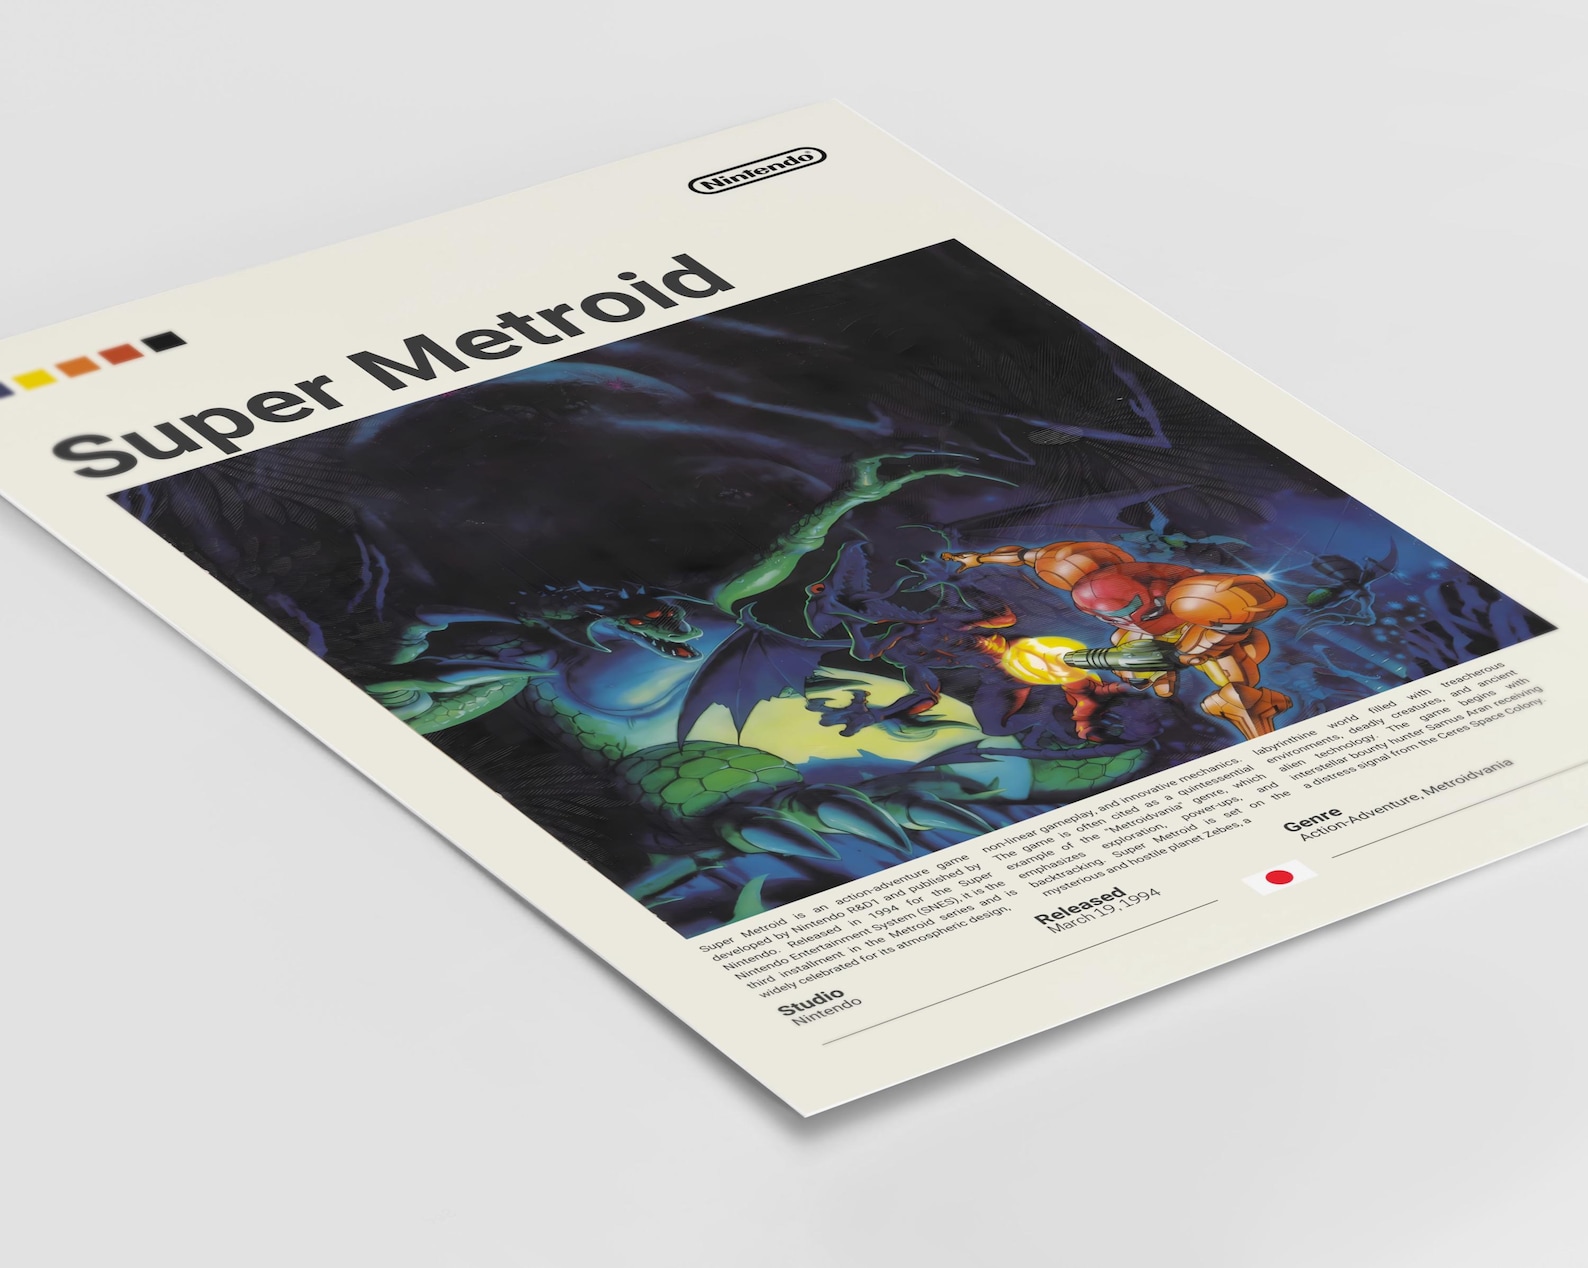 Nintendo®
Super Metroid
Super Metroid is an action-adventure game
developed by Nintendo R&D1 and published by
Nintendo. Released in 1994 for the Super
Nintendo Entertainment System (SNES), it is the
third installment in the Metroid series and is
widely celebrated for its atmospheric design,
non-linear gameplay, and innovative mechanics.
The game is often cited as a quintessential
example of the "Metroidvania" genre, which
emphasizes exploration, power-ups, and
backtracking. Super Metroid is set on the
mysterious and hostile planet Zebes, a
labyrinthine world filled with treacherous
environments, deadly creatures, and ancient
alien technology. The game begins with
interstellar bounty hunter Samus Aran receiving
a distress signal from the Ceres Space Colony.
Studio
Nintendo
Released
March 19, 1994
Genre
Action-Adventure, Metroidvania